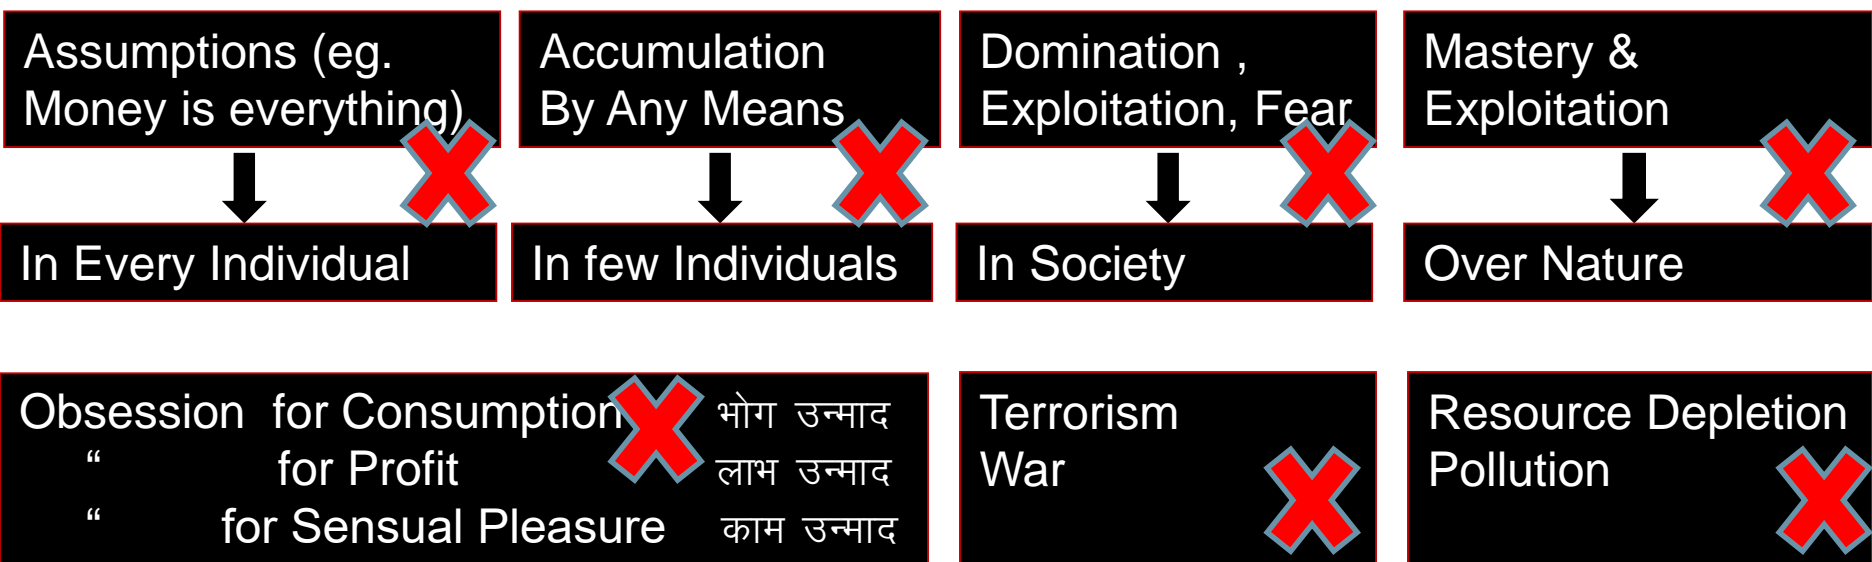 Assumptions (eg.
Money is everything)
Accumulation
By Any Means
Domination ,
Exploitation, Fear
Mastery &
Exploitation
In Every Individual
In few Individuals
In Society
Over Nature
Obsession for Consumption भोग उन्माद
“ for Profit लाभ उन्माद
“ for Sensual Pleasure काम उन्माद
Terrorism
War
Resource Depletion
Pollution